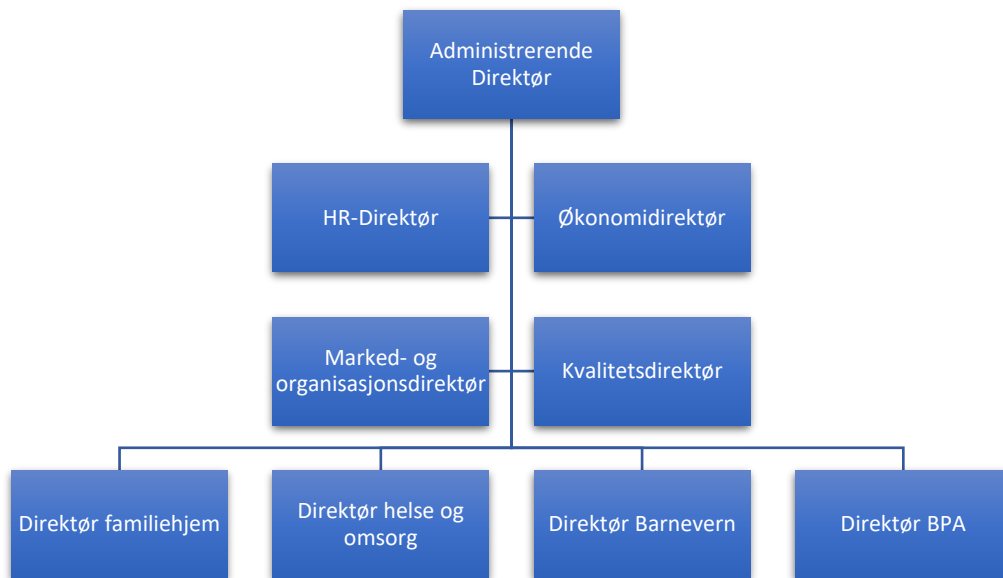 Administrerende
Direktør
HR-Direktør
Økonomidirektør
Marked- og
organisasjonsdirektør
Kvalitetsdirektør
Direktør familiehjem
Direktør helse og
omsorg
Direktør Barnevern
Direktør BPA